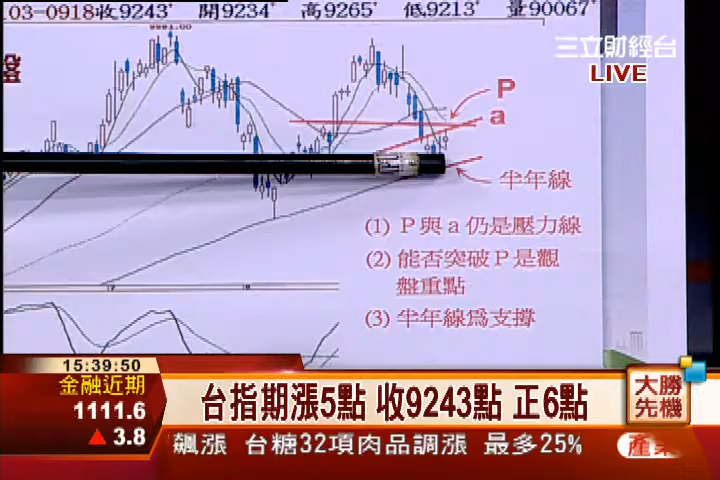 .03-0918收9243' 開9234' 高9265' 低9213' 量90067'
三立財經台
LIVE
P
a
半年線
(1) P與a仍是壓力線
(2) 能否突破P是觀
盤重點
(3) 半年線為支撐
15:39:50
金融近期
1111.6
▲3.8
台指期漲5點 收9243點 正6點
大勝
先機
飆漲 台糖32項肉品調漲 最多25%
產業